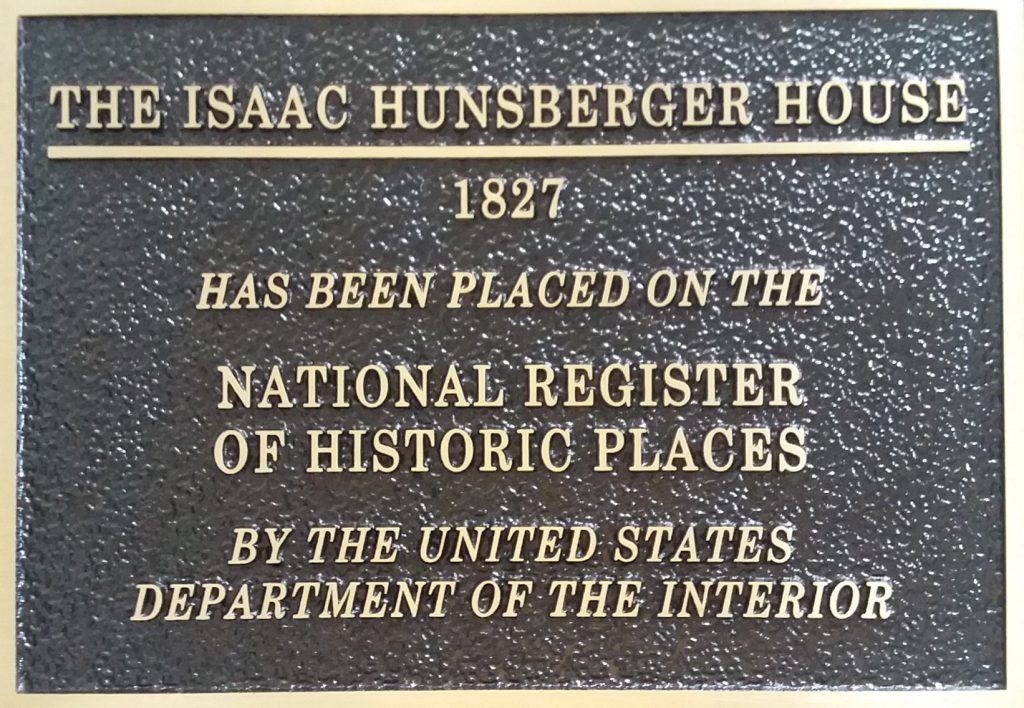 THE ISAAC HUNSBERGER HOUSE
1827
HAS BEEN PLACED ON THE
NATIONAL REGISTER
OF HISTORIC PLACES
BY THE UNITED STATES
DEPARTMENT OF THE INTERIOR